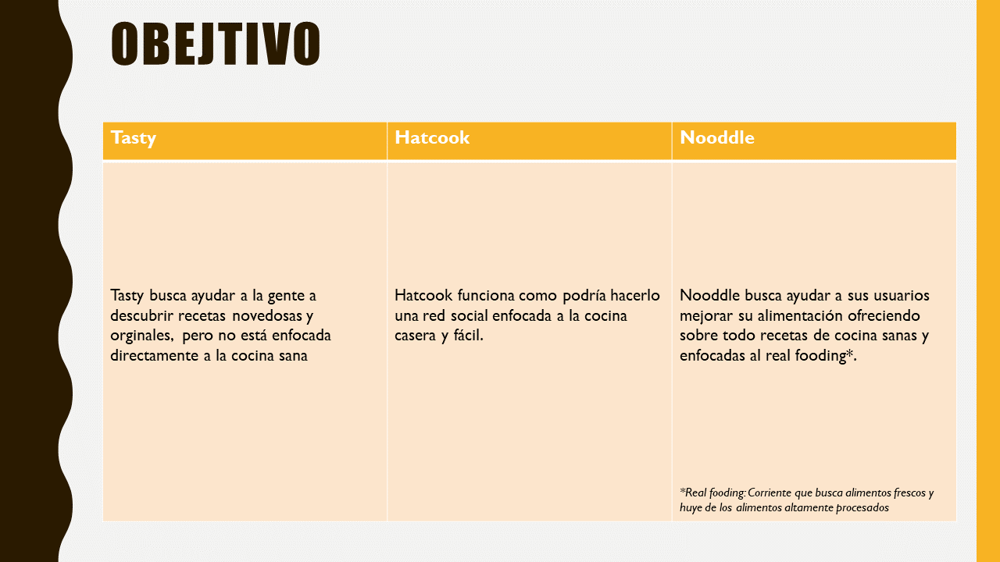 OBEJTIVO
Tasty
Hatcook
Nooddle
Tasty busca ayudar a la gente a
descubrir recetas novedosas y
orginales, pero no está enfocada
directamente a la cocina sana
Hatcook funciona como podría hacerlo
una red social enfocada a la cocina
casera y fácil.
Nooddle busca ayudar a sus usuarios
mejorar su alimentación ofreciendo
sobre todo recetas de cocina sanas y
enfocadas al real fooding*.
*Real fooding: Corriente que busca alimentos frescos y
huye de los alimentos altamente procesados